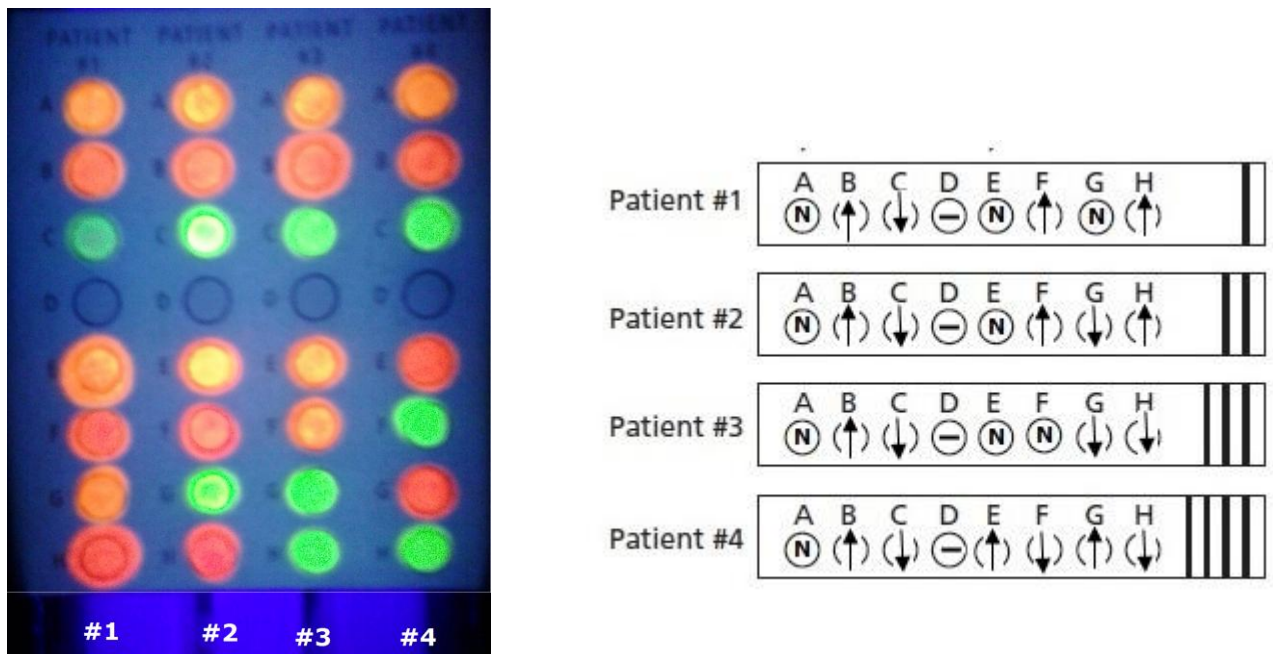 PATIENT PATIENT PATIENT PATIENT
#1 #2 #3 #4
A A A A
B B B B
C C C C
D D D D
E E E E
F F F F
G G G G
H H H H
#1 #2 #3 #4
Patient #1
A B C D E F G H
N N N
Patient #2
A B C D E F G H
N N
Patient #3
A B C D E F G H
N N N
Patient #4
A B C D E F G H
N